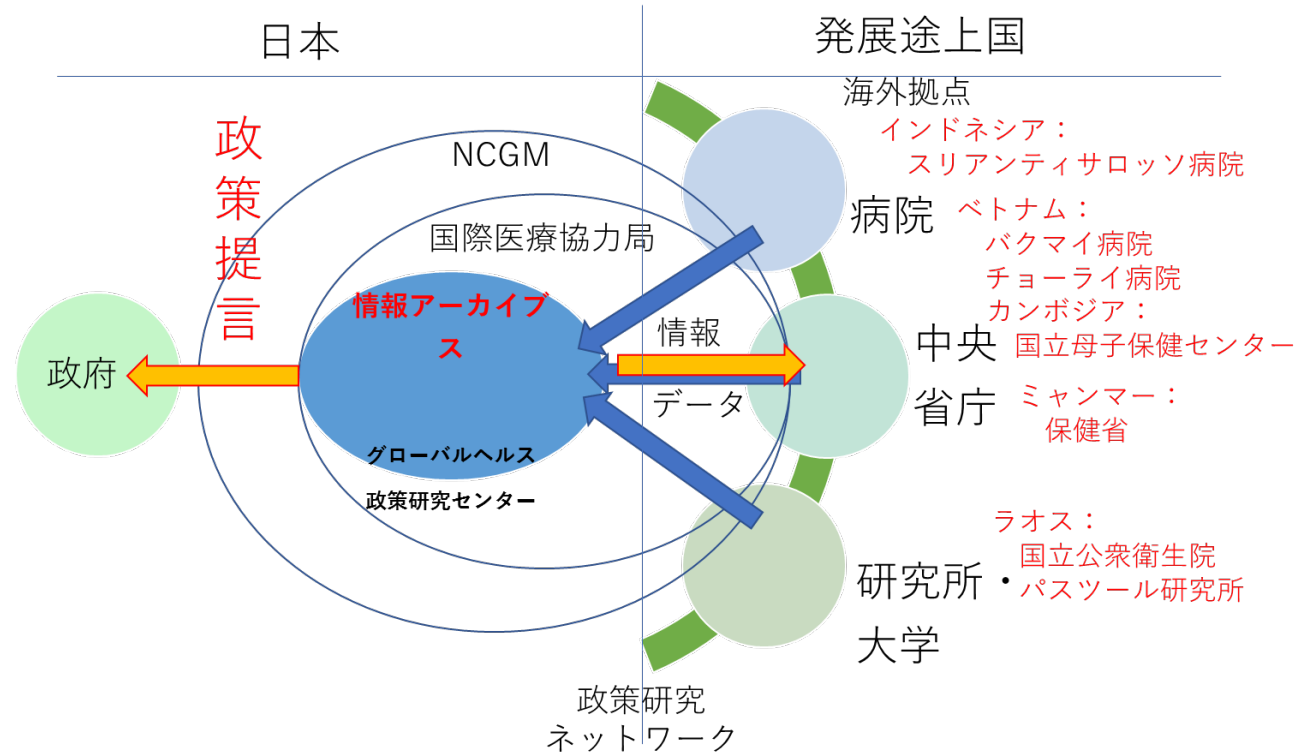 日本
発展途上国
政
策
提
言
NCGM
国際医療協力局
情報アーカイブ
ス
グローバルヘルス
政策研究センター
政府
情報
データ
海外拠点
インドネシア：
スリアンティサロッソ病院
病院
ベトナム：
バクマイ病院
チョーライ病院
カンボジア：
国立母子保健センター
中央
省庁
ミャンマー：
保健省
ラオス：
国立公衆衛生院
パスツール研究所
研究所・
大学
政策研究
ネットワーク